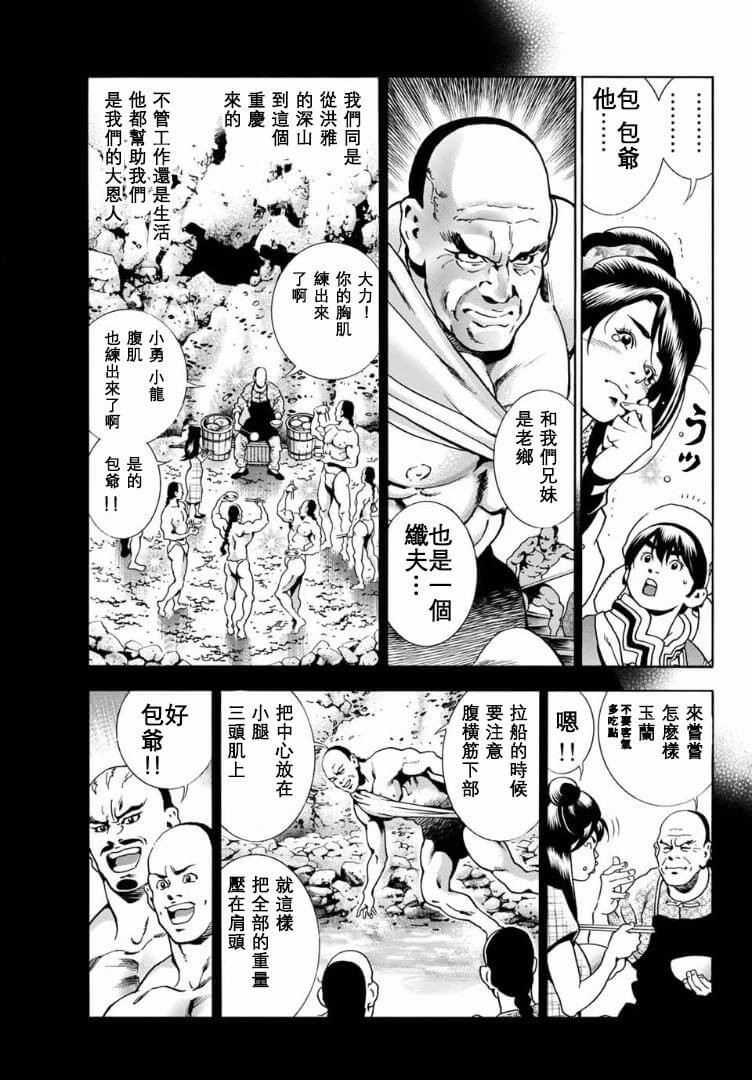 ………
………
包包爺
他……
うッ
和我們兄妹
是老鄉
也是一個
纖夫…
我們同是
從洪雅
的深山
到這個
重慶
來的
不管工作還是生活
他都幫助我們
是我們的大恩人
大力！
你的胸肌
練出來
了啊
小勇 小龍
腹肌
也練出來了啊
是的
包爺!!
來嘗嘗
怎麽樣
玉蘭
不要客氣
多吃點
嗯!!
拉船的時候
要注意
腹橫筋下部
把中心放在
小腿
三頭肌上
就這樣
把全部的重量
壓在肩頭
好
包爺!!